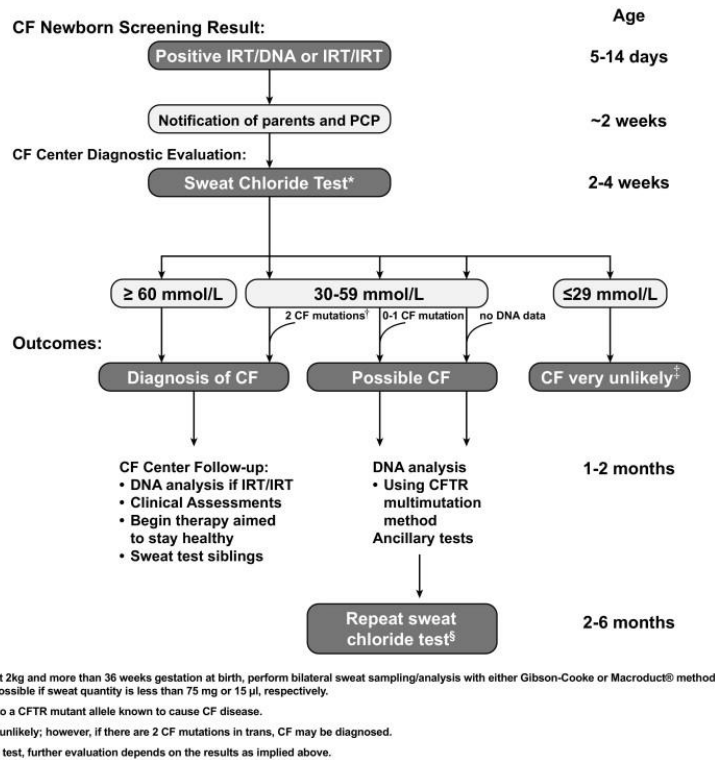 Age
CF Newborn Screening Result:
Positive IRT/DNA or IRT/IRT
5-14 days
Notification of parents and PCP
~2 weeks
CF Center Diagnostic Evaluation:
Sweat Chloride Test*
2-4 weeks
≥ 60 mmol/L
30-59 mmol/L
≤29 mmol/L
2 CF mutations†
0-1 CF mutation
no DNA data
Outcomes:
Diagnosis of CF
Possible CF
CF very unlikely‡
CF Center Follow-up:
• DNA analysis if IRT/IRT
• Clinical Assessments
• Begin therapy aimed
to stay healthy
• Sweat test siblings
DNA analysis
• Using CFTR
multimutation
method
Ancillary tests
1-2 months
Repeat sweat
chloride test§
2-6 months
t 2kg and more than 36 weeks gestation at birth, perform bilateral sweat sampling/analysis with either Gibson-Cooke or Macroduct® method
ossible if sweat quantity is less than 75 mg or 15 µl, respectively.
o a CFTR mutant allele known to cause CF disease.
unlikely; however, if there are 2 CF mutations in trans, CF may be diagnosed.
test, further evaluation depends on the results as implied above.